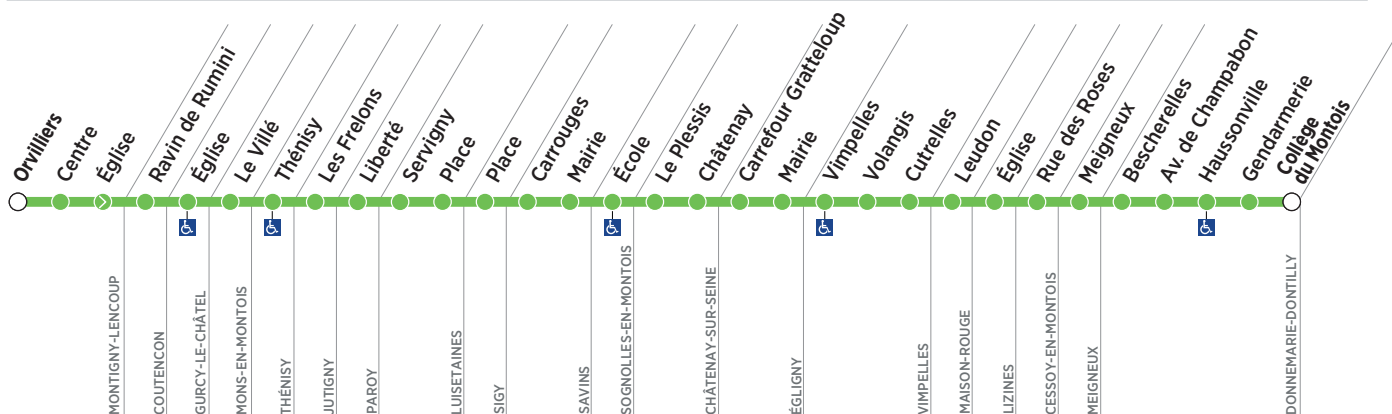 Orvilliers
Centre
Église
Ravin de Rumini
Église
Le Villé
Thénisy
Les Frelons
Liberté
Servigny
Place
Place
Carrouges
Mairie
École
Le Plessis
Châtenay
Carrefour Gratteloup
Mairie
Vimpelles
Volangis
Cutrelles
Leudon
Église
Rue des Roses
Meigneux
Bescherelles
Av. de Champabon
Haussonville
Gendarmerie
Collège
du Montois
MONTIGNY-LENCOUP
COUTENCON
GURCY-LE-CHÂTEL
MONS-EN-MONTOIS
THÉNISY
JUTIGNY
PAROY
LUISETAINES
SIGY
SAVINS
SOGNOLLES-EN-MONTOIS
CHÂTENAY-SUR-SEINE
ÉGLIGNY
VIMPELLES
MAISON-ROUGE
LIZINES
CESSOY-EN-MONTOIS
MEIGNEUX
DONNEMARIE-DONTILLY